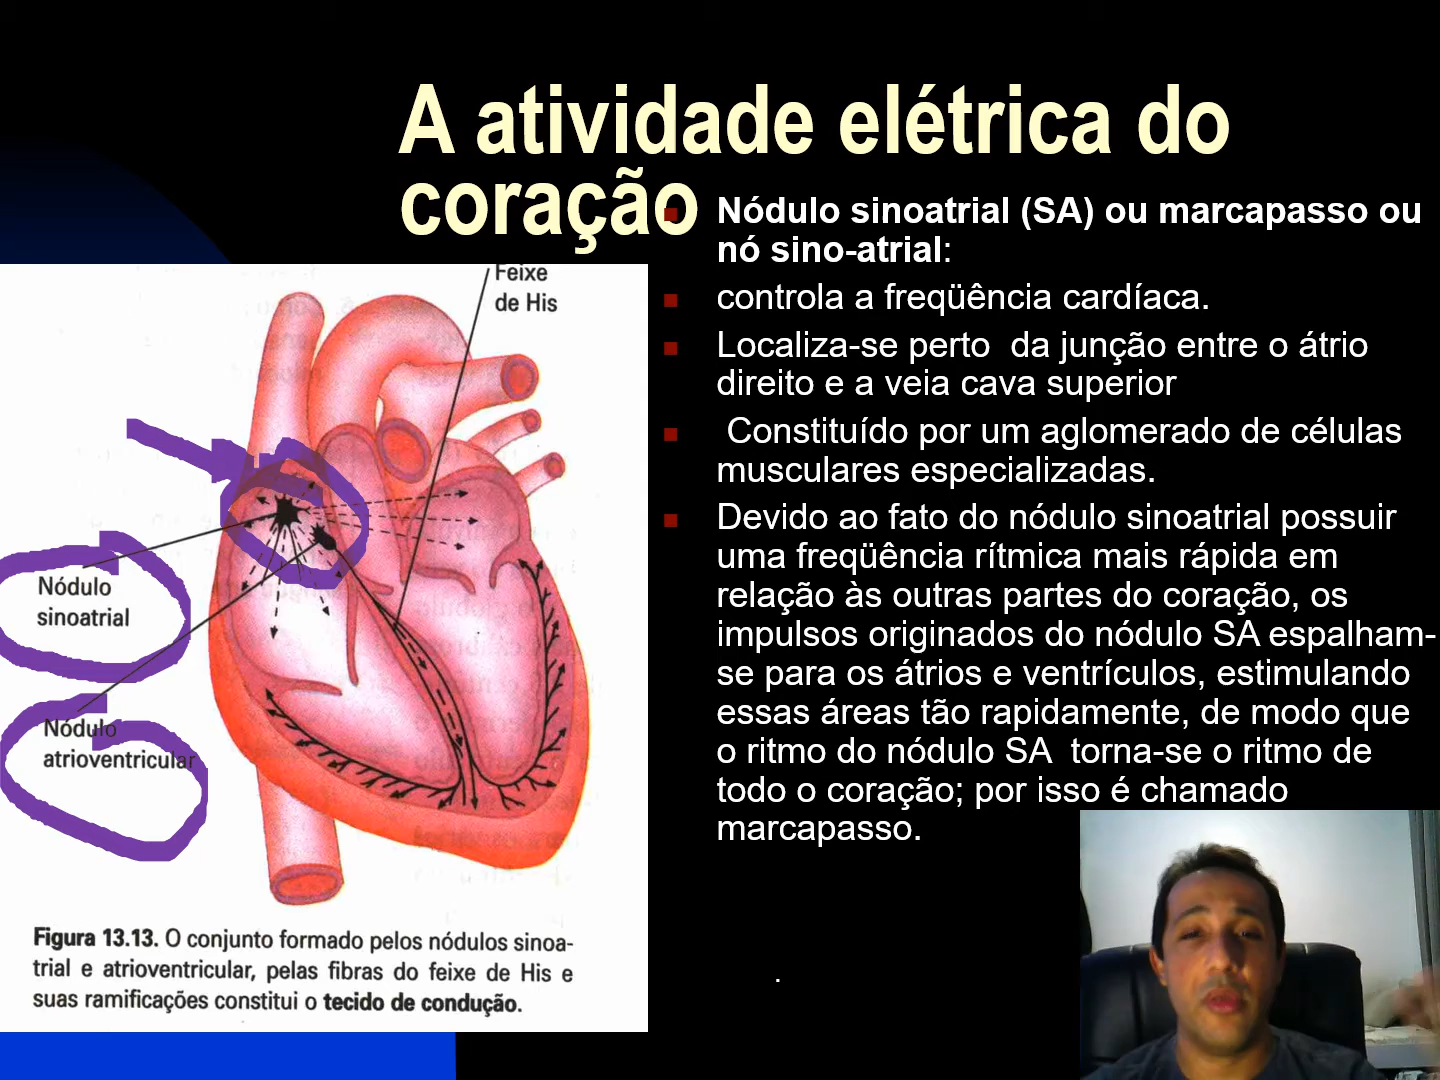 A atividade elétrica do
coração
Nódulo sinoatrial (SA) ou marcapasso ou
nó sino-atrial:
controla a freqüência cardíaca.
Localiza-se perto da junção entre o átrio
direito e a veia cava superior
Constituído por um aglomerado de células
musculares especializadas.
Devido ao fato do nódulo sinoatrial possuir
uma freqüência rítmica mais rápida em
relação às outras partes do coração, os
impulsos originados do nódulo SA espalham-
se para os átrios e ventrículos, estimulando
essas áreas tão rapidamente, de modo que
o ritmo do nódulo SA torna-se o ritmo de
todo o coração; por isso é chamado
marcapasso.
.
Feixe
de His
Nódulo
sinoatrial
Nódulo
atrioventricular
Figura 13.13. O conjunto formado pelos nódulos sinoa-
trial e atrioventricular, pelas fibras do feixe de His e
suas ramificações constitui o tecido de condução.